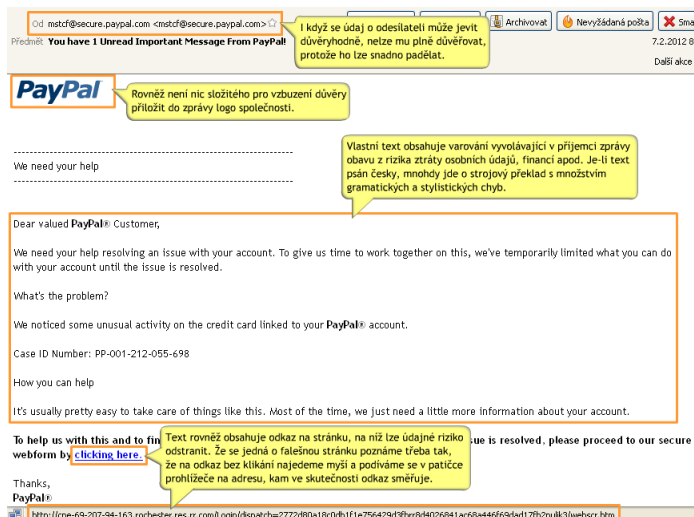 Od mstcf@secure.paypal.com <mstcf@secure.paypal.com>
Archivovat
Nevyžádaná pošta
Sma
I když se údaj o odesílateli může jevit
důvěryhodně, nelze mu plně důvěřovat,
protože ho lze snadno padělat.
Předmět You have 1 Unread Important Message From PayPal!
7.2.2012 8
Další akce
PayPal
Rovněž není nic složitého pro vzbuzení důvěry
přiložit do zprávy logo společnosti.
Vlastní text obsahuje varování vyvolávající v příjemci zprávy
obavu z rizika ztráty osobních údajů, financí apod. Je-li text
psán česky, mnohdy jde o strojový překlad s množstvím
gramatických a stylistických chyb.
We need your help
Dear valued PayPal® Customer,
We need your help resolving an issue with your account. To give us time to work together on this, we've temporarily limited what you can do
with your account until the issue is resolved.
What's the problem?
We noticed some unusual activity on the credit card linked to your PayPal® account.
Case ID Number: PP-001-212-055-698
How you can help
It's usually pretty easy to take care of things like this. Most of the time, we just need a little more information about your account.
To help us with this and to fin
ue is resolved, please proceed to our secure
webform by clicking here.
Text rovněž obsahuje odkaz na stránku, na níž lze údajné riziko
odstranit. Že se jedná o falešnou stránku poznáme třeba tak,
že na odkaz bez klikání najedeme myší a podíváme se v patičce
prohlížeče na adresu, kam ve skutečnosti odkaz směřuje.
Thanks,
PayPal®